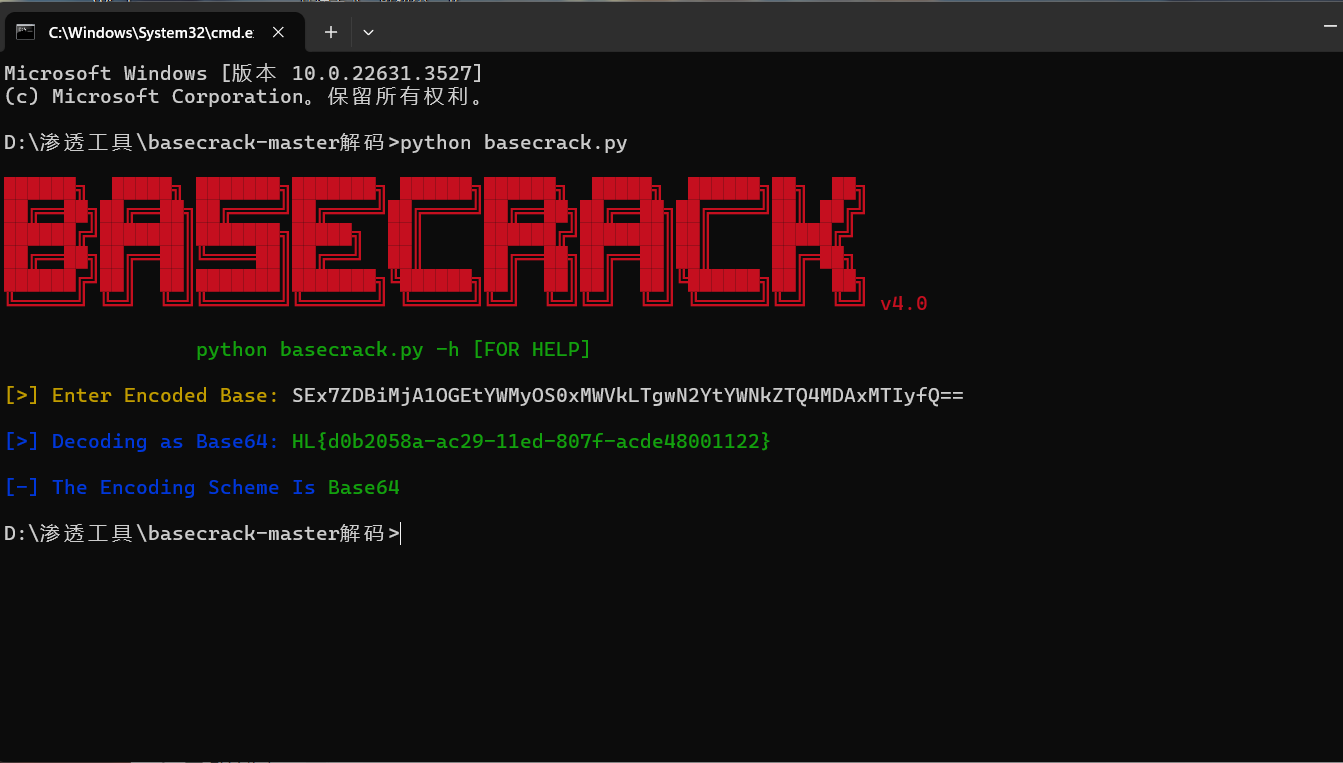 C:\Windows\System32\cmd.e
Microsoft Windows [版本 10.0.22631.3527]
(c) Microsoft Corporation。保留所有权利。
D:\渗透工具\basecrack-master解码>python basecrack.py
BASECRACK v4.0
python basecrack.py -h [FOR HELP]
[>] Enter Encoded Base: SEx7ZDBiMjA1OGEtYWMyOS0xMWVkLTgwN2YtYWNkZTQ4MDAxMTIyfQ==
[>] Decoding as Base64: HL{d0b2058a-ac29-11ed-807f-acde48001122}
[-] The Encoding Scheme Is Base64
D:\渗透工具\basecrack-master解码>